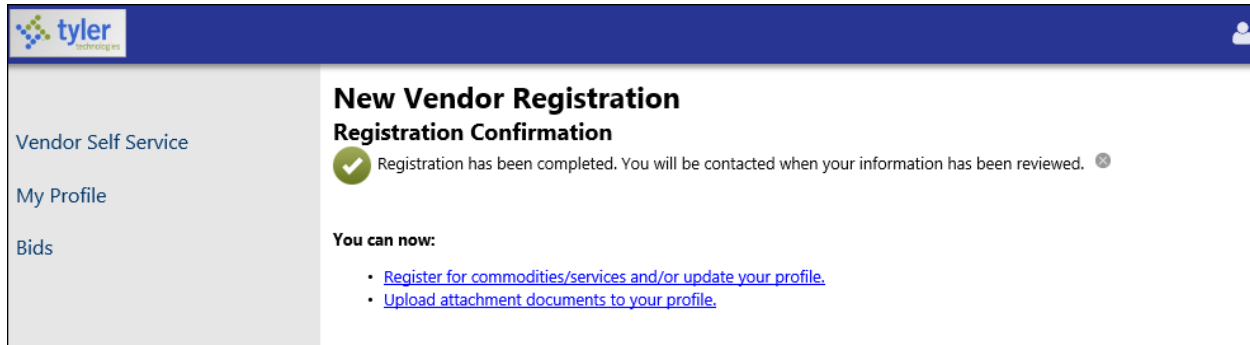 tyler
technologies
Vendor Self Service
My Profile
Bids
New Vendor Registration
Registration Confirmation
Registration has been completed. You will be contacted when your information has been reviewed.
You can now:
• Register for commodities/services and/or update your profile.
• Upload attachment documents to your profile.